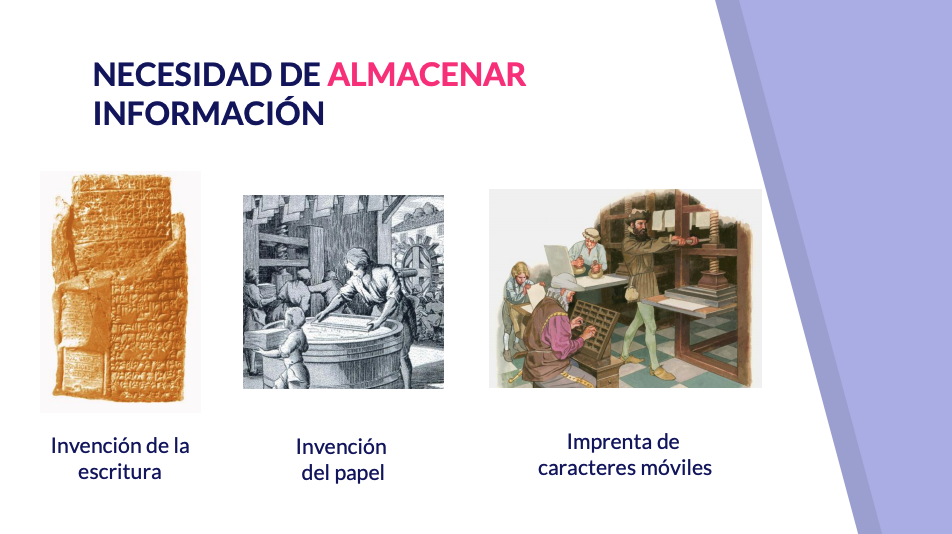 NECESIDAD DE ALMACENAR
INFORMACIÓN
Invención de la
escritura
Invención
del papel
Imprenta de
caracteres móviles